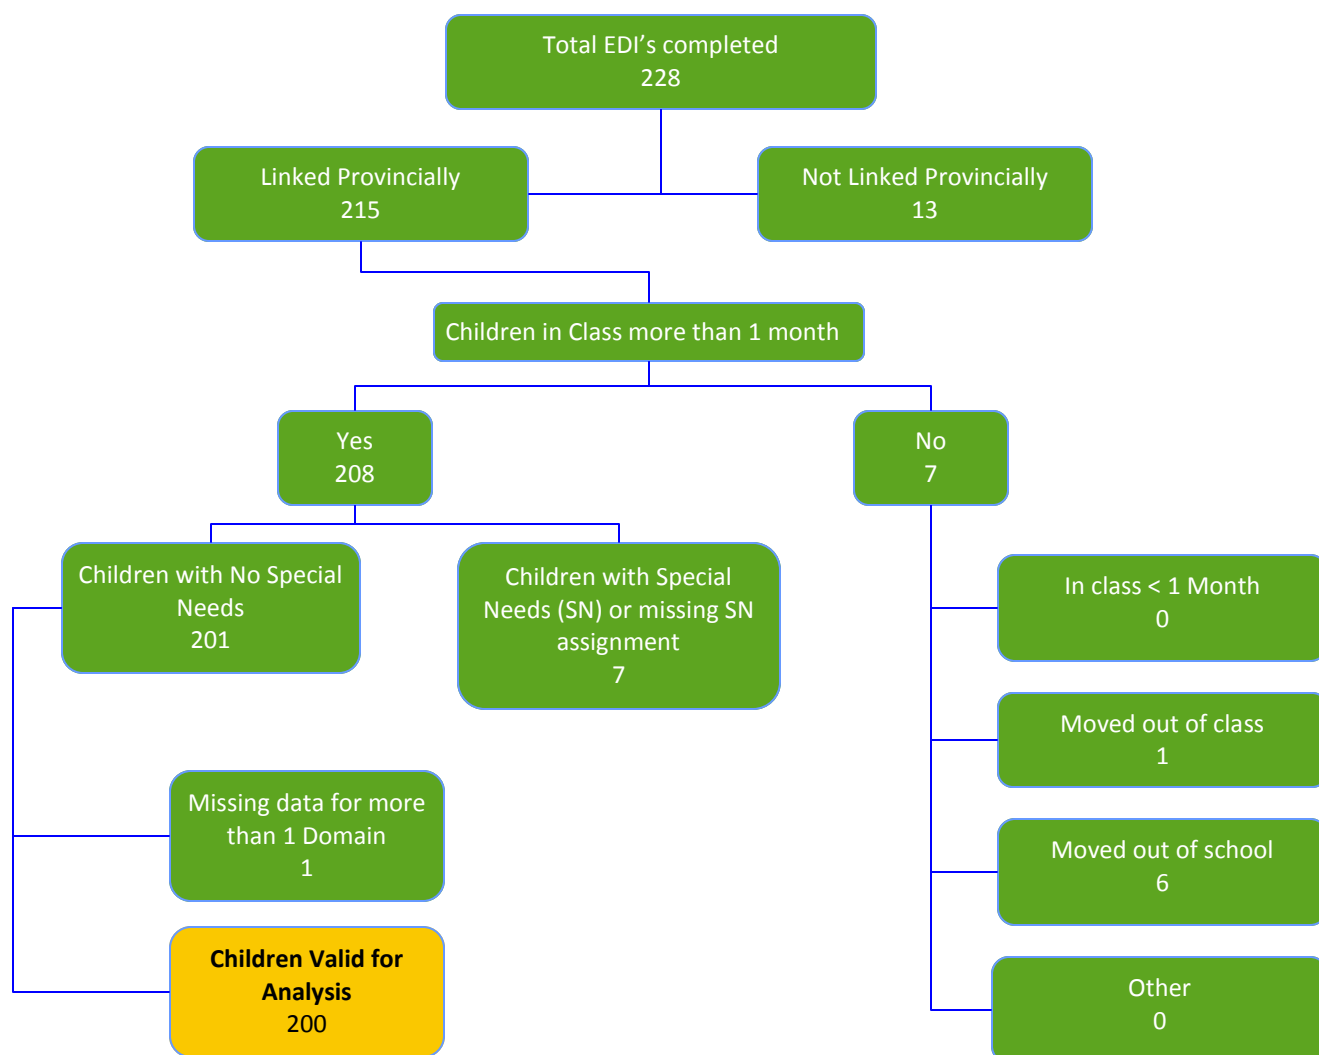 Total EDI's completed
228
Linked Provincially
215
Not Linked Provincially
13
Children in Class more than 1 month
Yes
208
No
7
Children with No Special
Needs
201
Children with Special
Needs (SN) or missing SN
assignment
7
In class < 1 Month
0
Moved out of class
1
Missing data for more
than 1 Domain
1
Moved out of school
6
Children Valid for
Analysis
200
Other
0